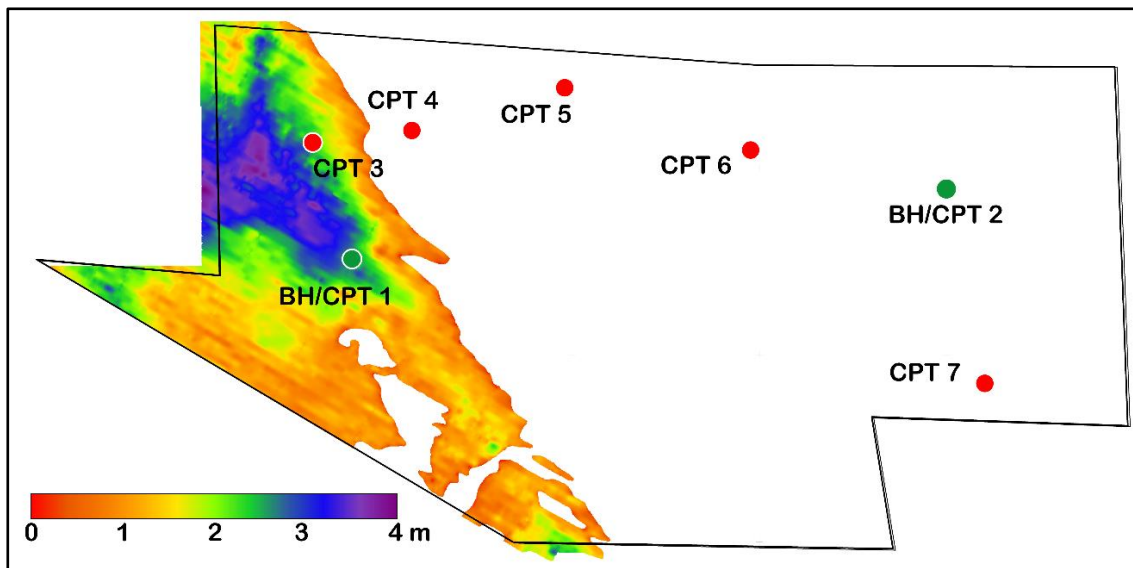 CPT 4
CPT 5
CPT 3
CPT 6
BH/CPT 2
BH/CPT 1
CPT 7
0 1 2 3 4 m